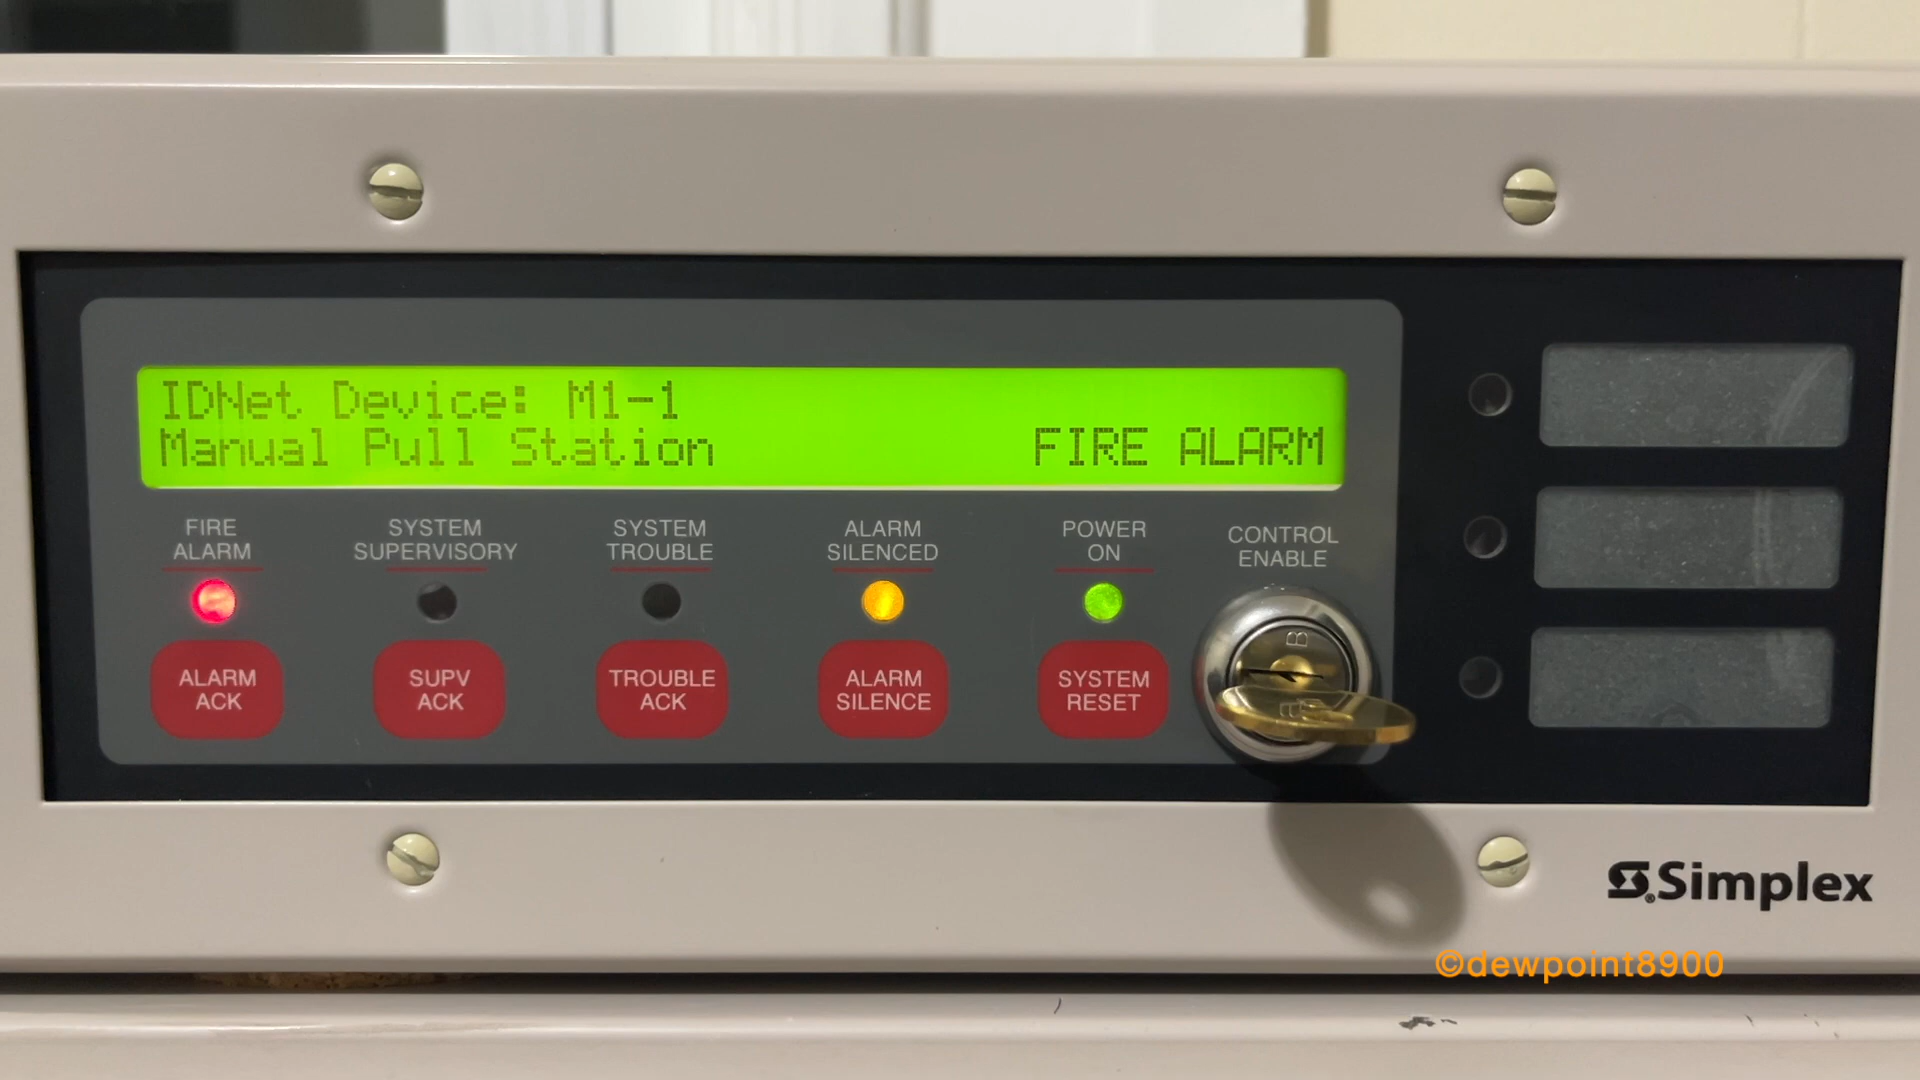 IDNet Device: M1-1
Manual Pull Station FIRE ALARM
FIRE
ALARM
SYSTEM
SUPERVISORY
SYSTEM
TROUBLE
ALARM
SILENCED
POWER
ON
CONTROL
ENABLE
ALARM
ACK
SUPV
ACK
TROUBLE
ACK
ALARM
SILENCE
SYSTEM
RESET
B
Simplex
©dewpoint8900